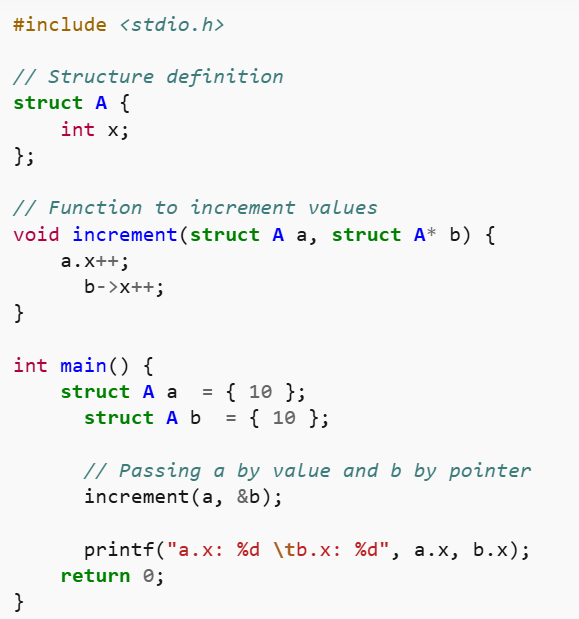 #include <stdio.h>

// Structure definition
struct A {
    int x;
};

// Function to increment values
void increment(struct A a, struct A* b) {
    a.x++;
      b->x++;
}

int main() {
    struct A a  = { 10 };
      struct A b  = { 10 };

      // Passing a by value and b by pointer
      increment(a, &b);

      printf("a.x: %d \tb.x: %d", a.x, b.x);
    return 0;
}